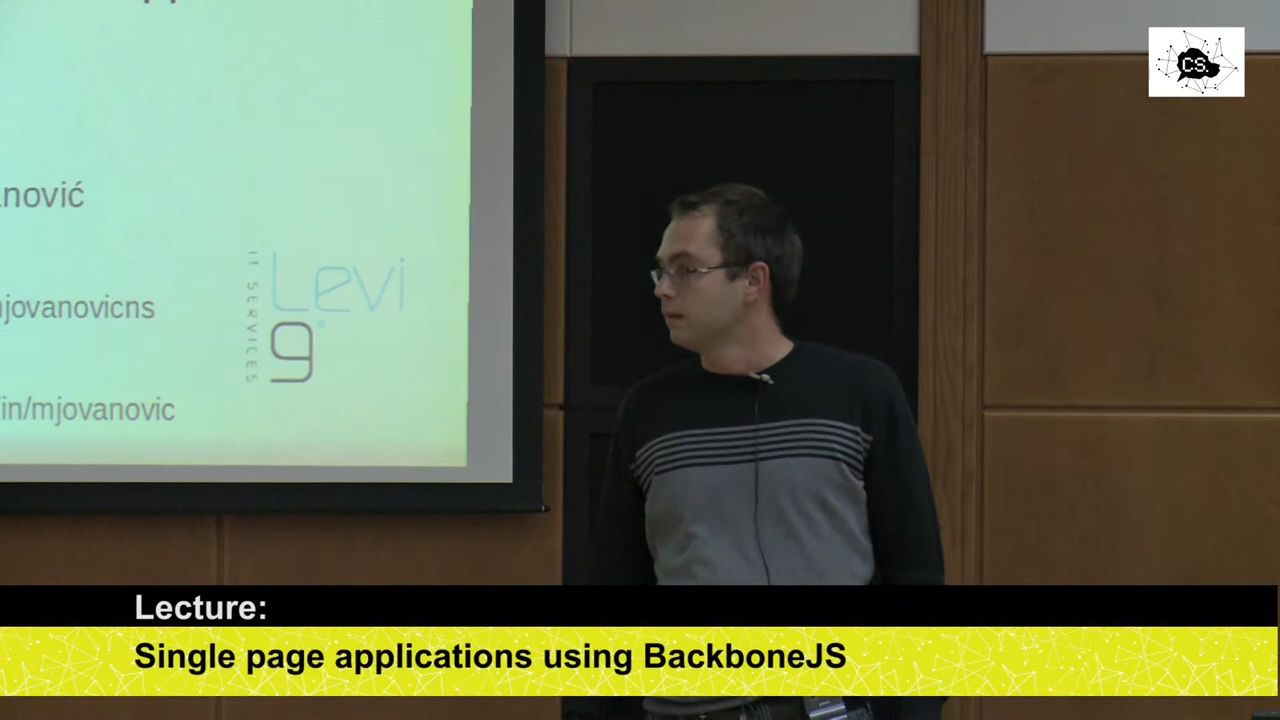 nović
jovanovicns
in/mjovanovic
IT SERVICES
Levi
9
CS.
Lecture:
Single page applications using BackboneJS